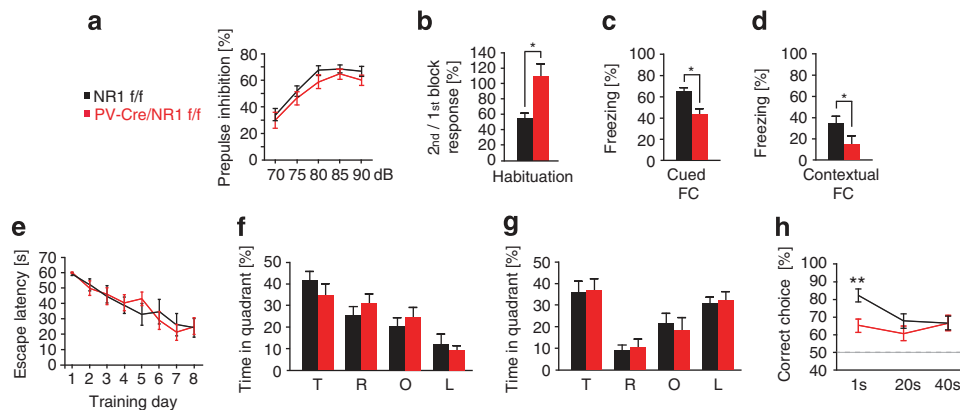 a
NR1 f/f
PV-Cre/NR1 f/f
Prepulse inhibition [%]
80
70
60
50
40
30
20
10
0
70 75 80 85 90 dB
b
2nd / 1st block
response [%]
140
120
100
80
60
40
20
0
*
Habituation
c
Freezing [%]
100
80
60
40
20
0
*
Cued
FC
d
Freezing [%]
100
80
60
40
20
0
*
Contextual
FC
e
Escape latency [s]
70
60
50
40
30
20
10
0
1 2 3 4 5 6 7 8
Training day
f
Time in quadrant [%]
50
40
30
20
10
0
T R O L
g
Time in quadrant [%]
50
40
30
20
10
0
T R O L
h
Correct choice [%]
100
90
80
70
60
50
**
1s 20s 40s